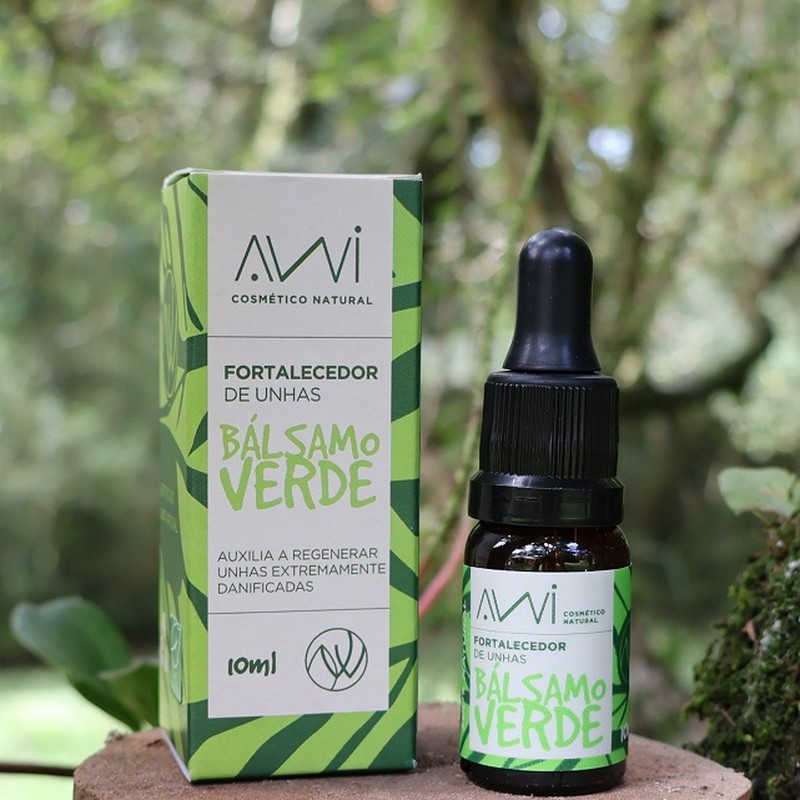 AWi
COSMÉTICO NATURAL
FORTALECEDOR
DE UNHAS
BÁLSAMO
VERDE
AUXILIA A REGENERAR
UNHAS EXTREMAMENTE
DANIFICADAS
10ml
AWi
COSMÉTICO
NATURAL
FORTALECEDOR
DE UNHAS
BÁLSAMO
VERDE